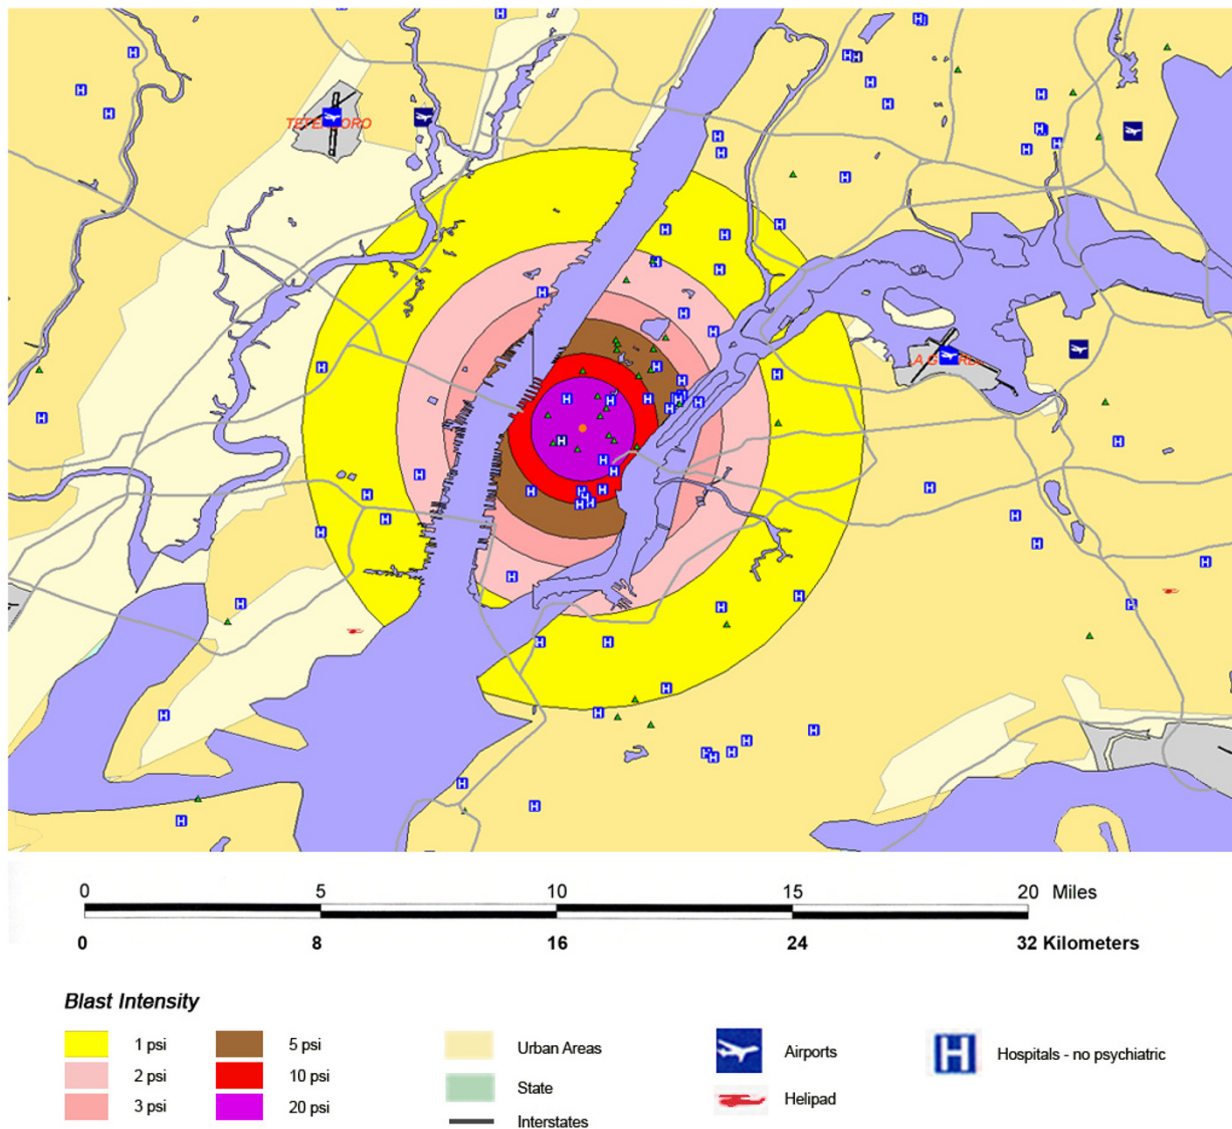 TETERBORO
0 5 10 15 20 Miles
0 8 16 24 32 Kilometers
Blast Intensity
1 psi
2 psi
3 psi
5 psi
10 psi
20 psi
Urban Areas
State
Interstates
Airports
Helipad
H
Hospitals - no psychiatric